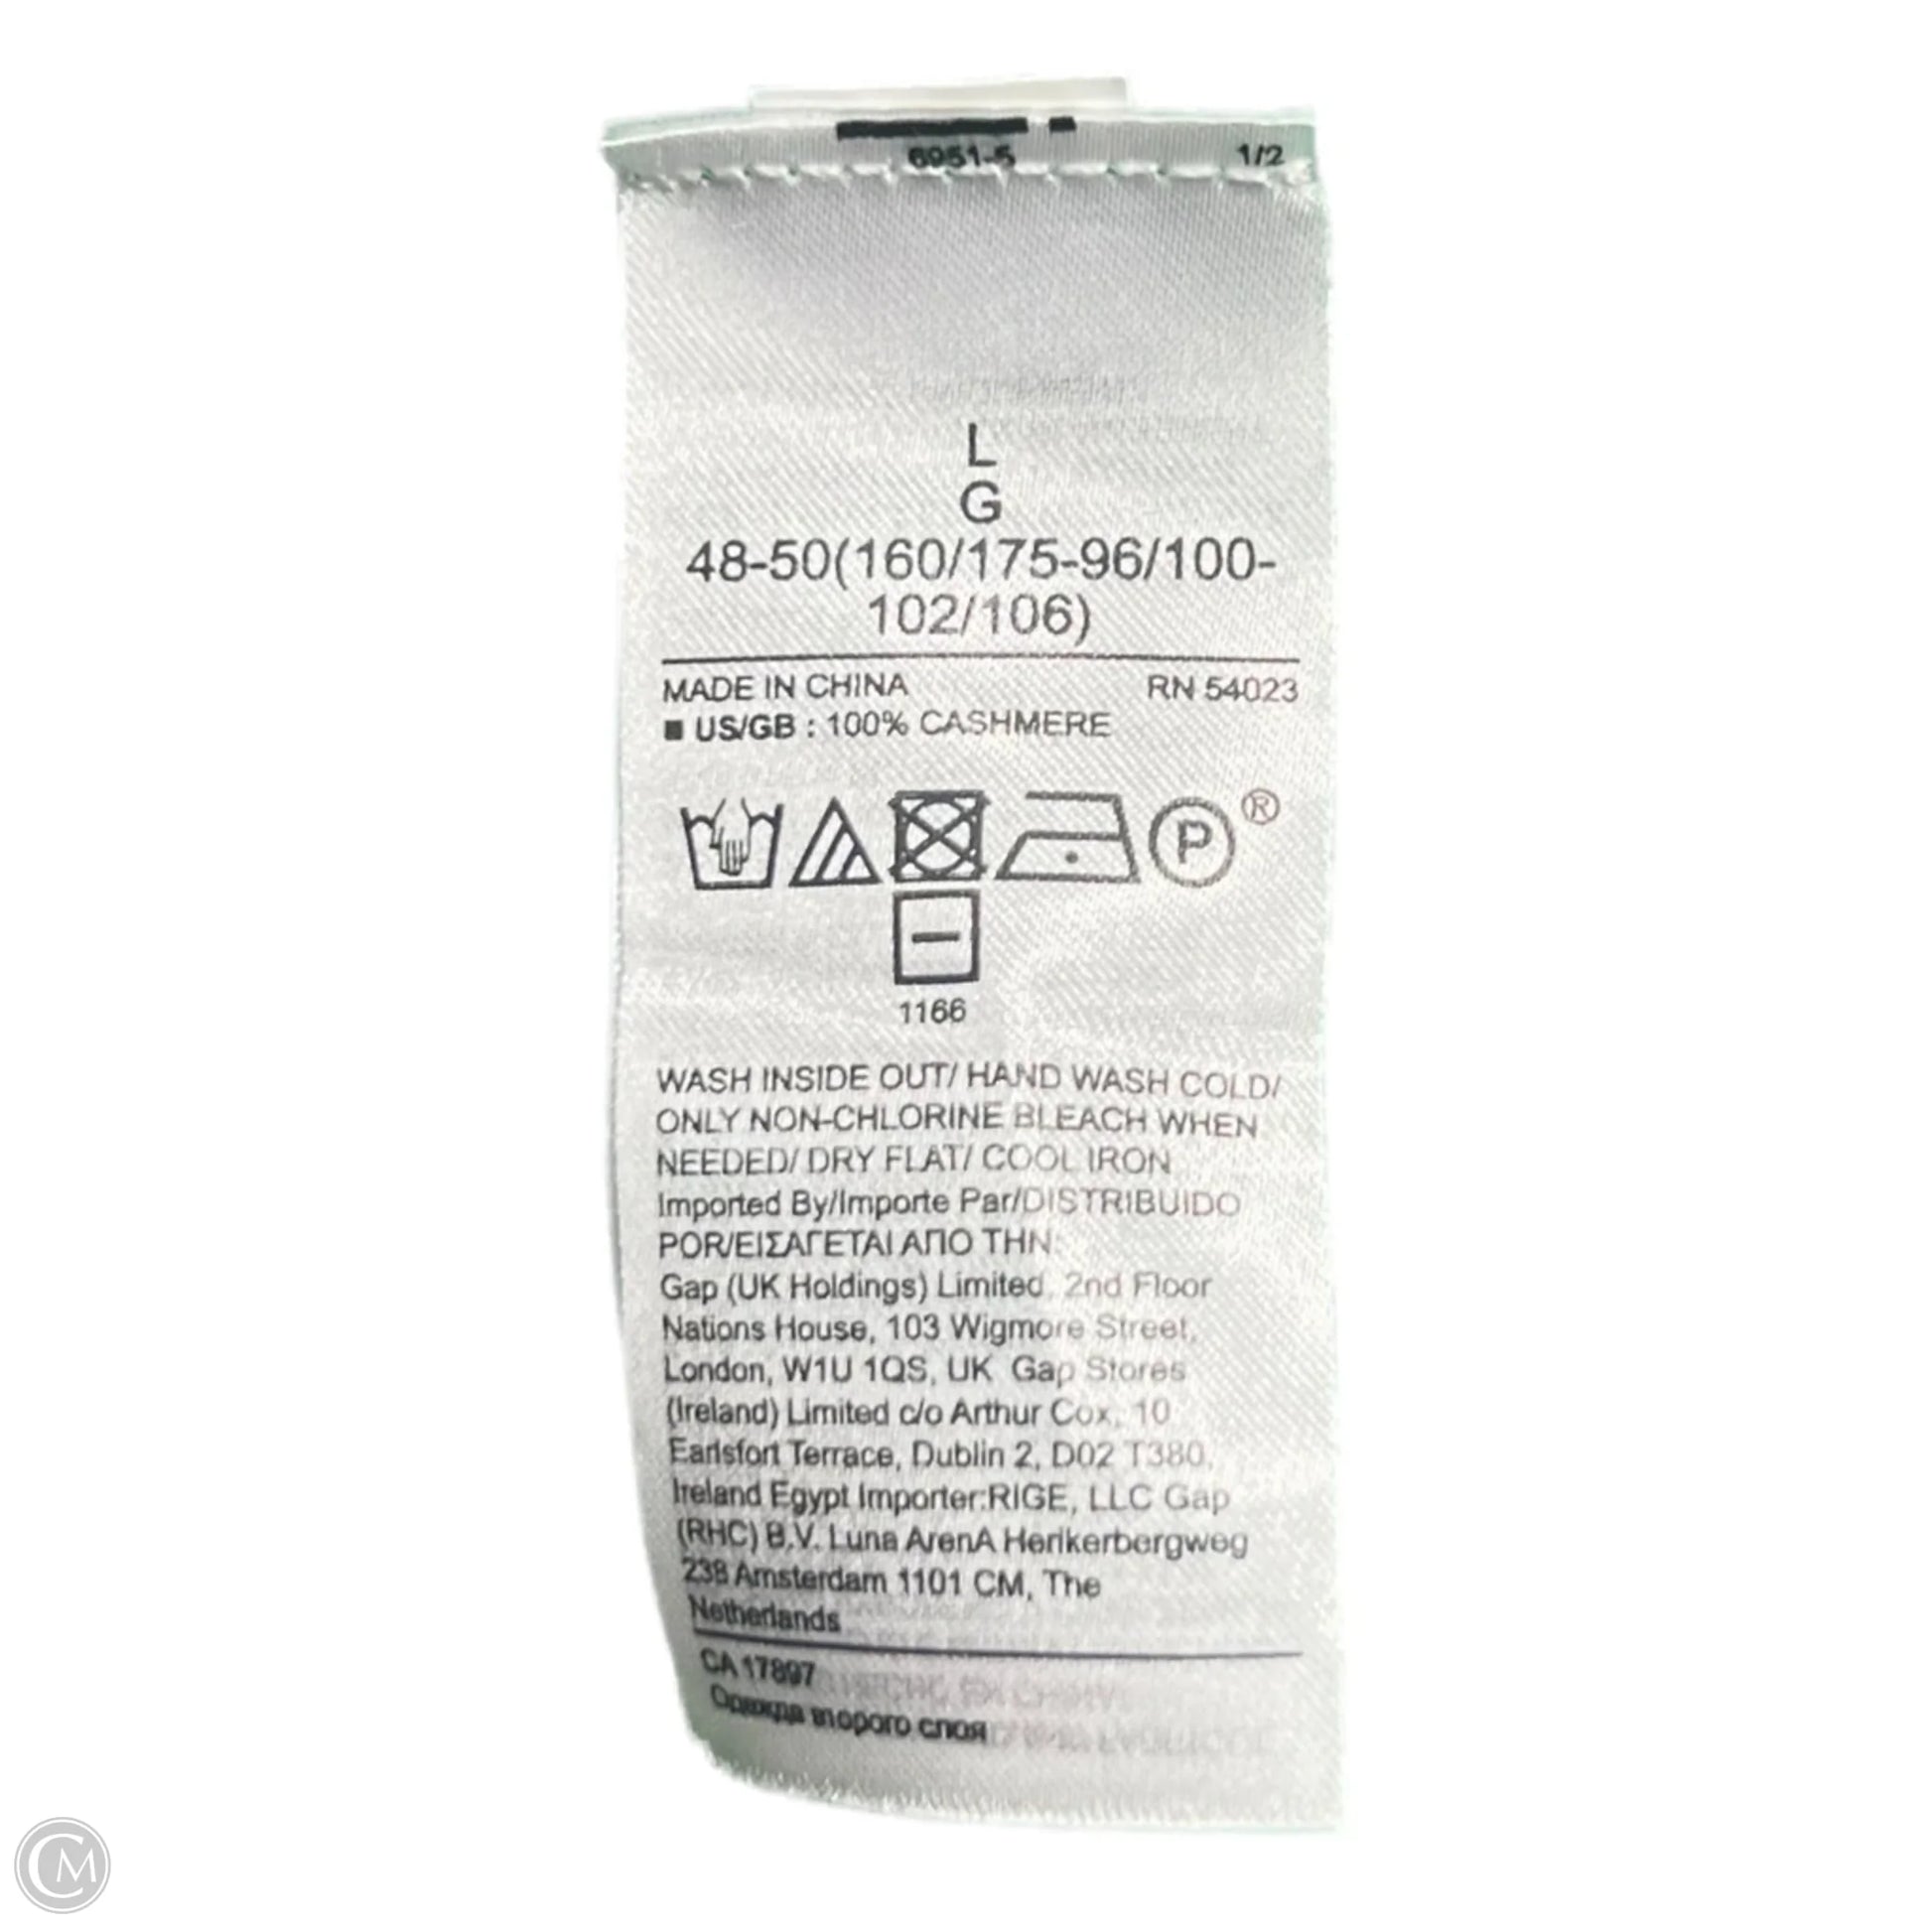 6951-5 1/2
L
G
48-50(160/175-96/100-
102/106)
MADE IN CHINA RN 54023
■ US/GB : 100% CASHMERE
P ®
1166
WASH INSIDE OUT/ HAND WASH COLD/
ONLY NON-CHLORINE BLEACH WHEN
NEEDED/ DRY FLAT/ COOL IRON
Imported By/Importe Par/DISTRIBUIDO
POR/ΕΙΣΑΓΕΤΑΙ ΑΠΟ ΤΗΝ:
Gap (UK Holdings) Limited, 2nd Floor
Nations House, 103 Wigmore Street,
London, W1U 1QS, UK Gap Stores
(Ireland) Limited c/o Arthur Cox, 10
Earlsfort Terrace, Dublin 2, D02 T380,
Ireland Egypt Importer:RIGE, LLC Gap
(RHC) B.V. Luna ArenA Herikerbergweg
238 Amsterdam 1101 CM, The
Netherlands
CA 17897
Одежда второго слоя
CM